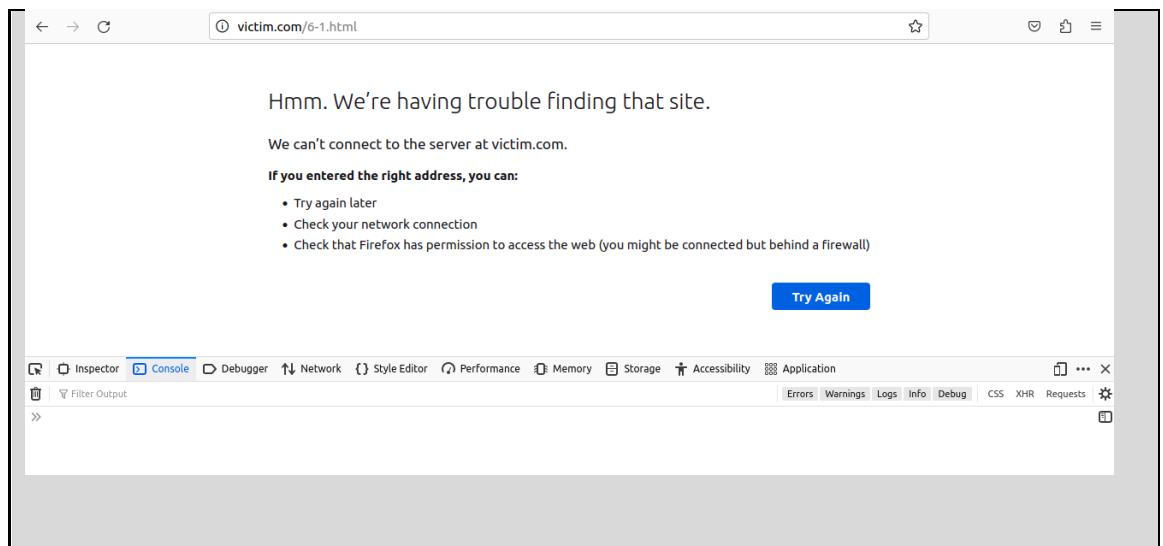 victim.com/6-1.html
Hmm. We're having trouble finding that site.
We can't connect to the server at victim.com.
If you entered the right address, you can:
• Try again later
• Check your network connection
• Check that Firefox has permission to access the web (you might be connected but behind a firewall)
Try Again
Inspector Console Debugger Network {} Style Editor Performance Memory Storage Accessibility Application
Filter Output Errors Warnings Logs Info Debug CSS XHR Requests